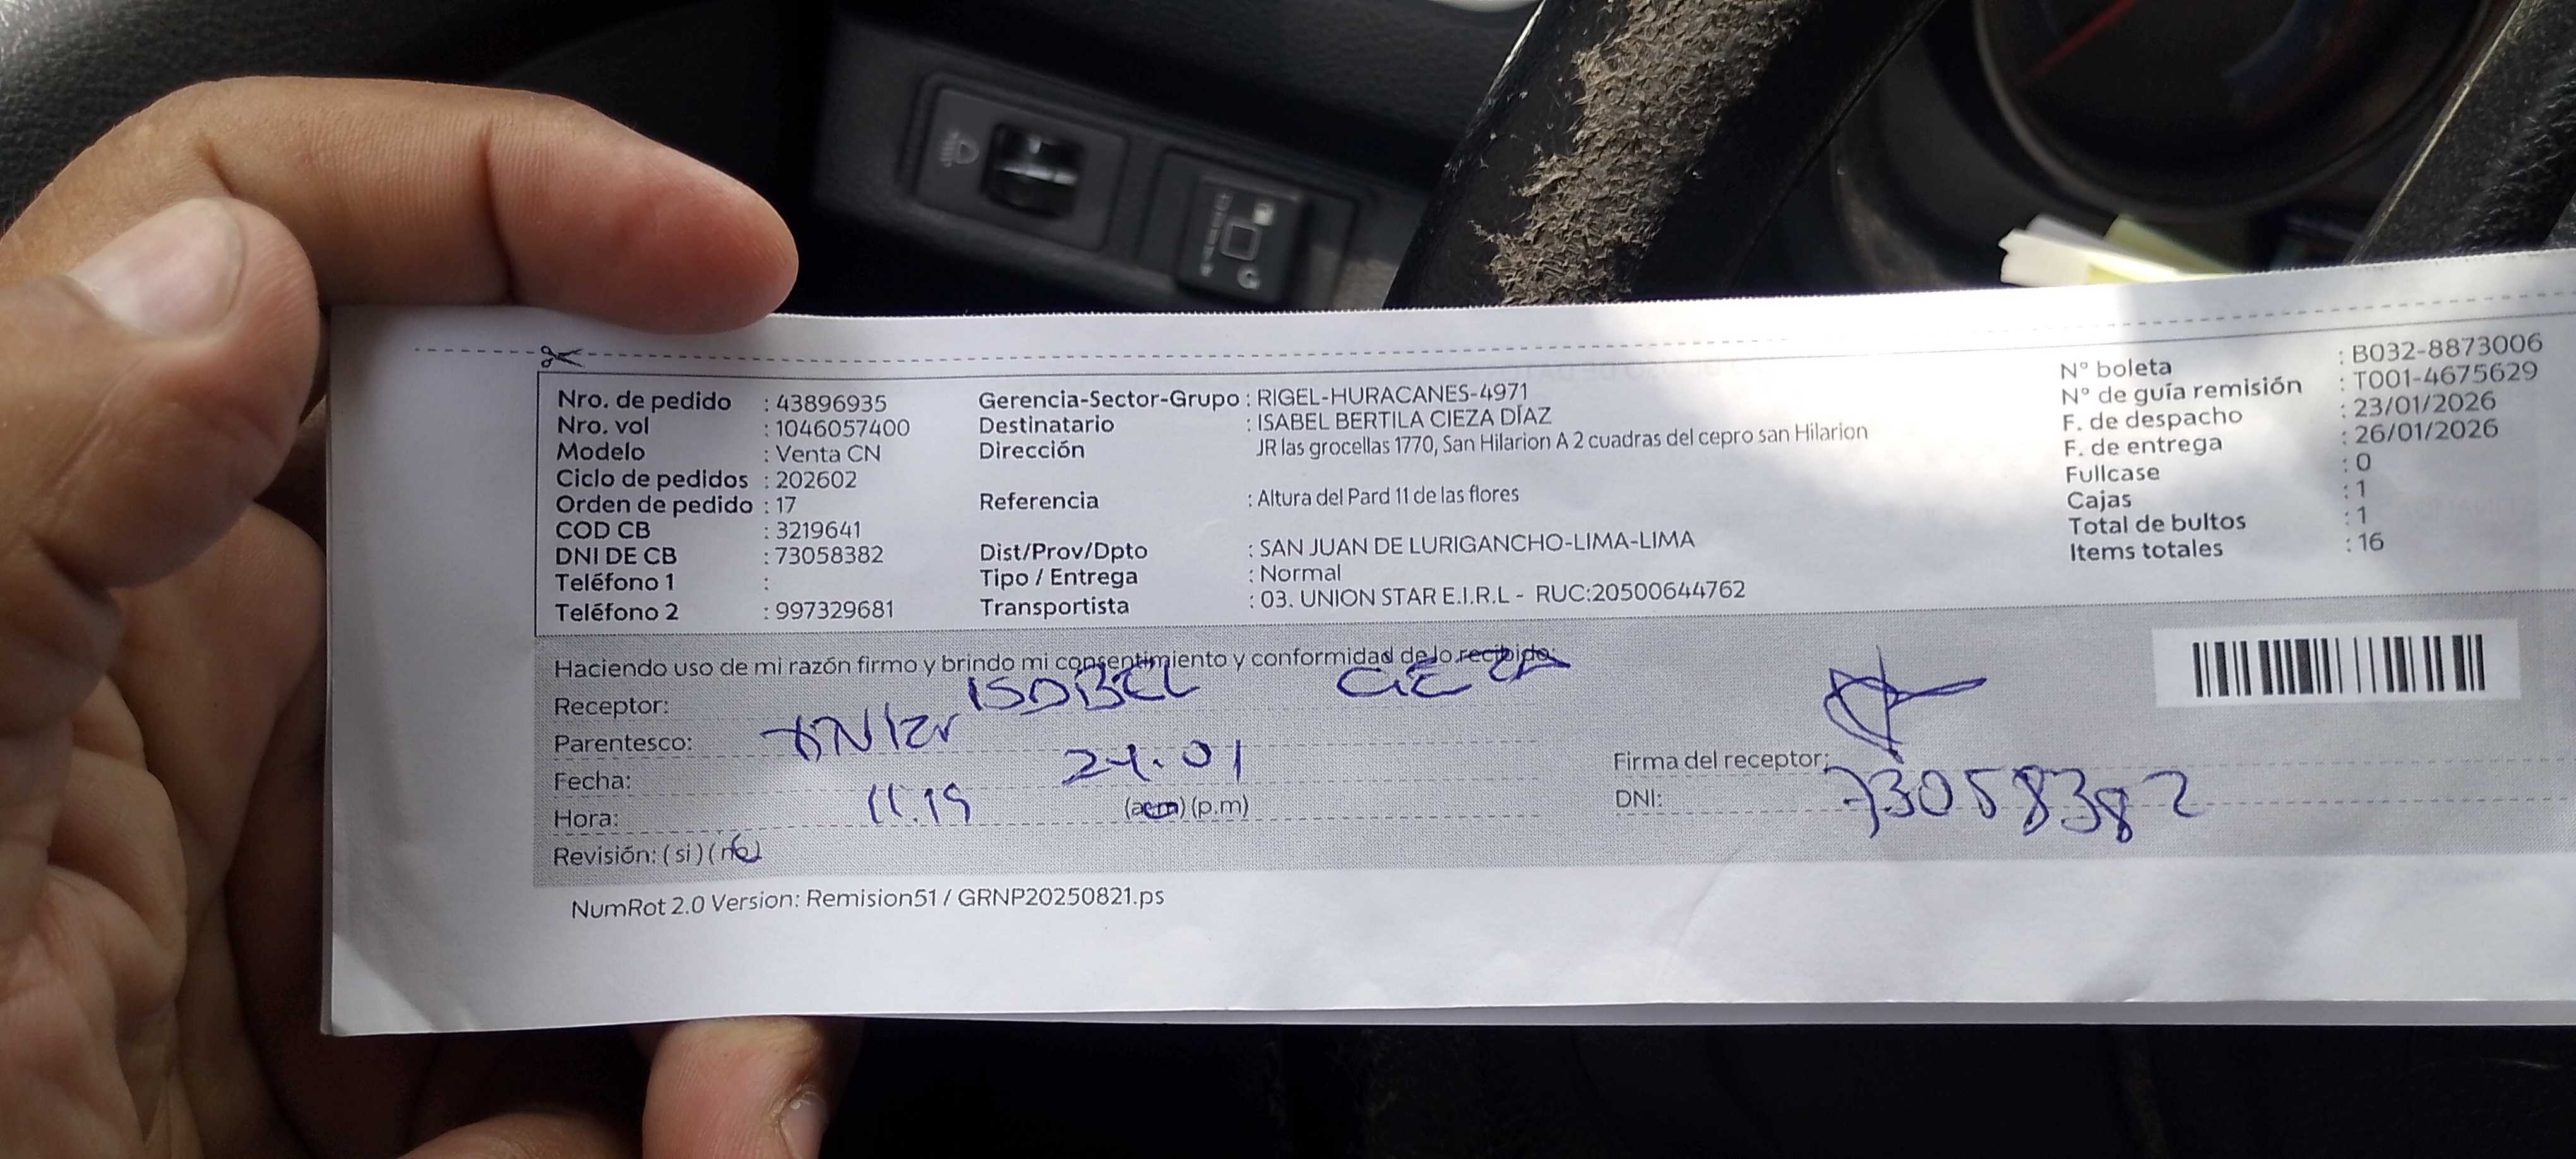 Nro. de pedido : 43896935
Nro. vol : 1046057400
Modelo : Venta CN
Ciclo de pedidos : 202602
Orden de pedido : 17
COD CB : 3219641
DNI DE CB : 73058382
Teléfono 1 :
Teléfono 2 : 997329681
Gerencia-Sector-Grupo : RIGEL-HURACANES-4971
Destinatario : ISABEL BERTILA CIEZA DÍAZ
Dirección JR las grocellas 1770, San Hilarion A 2 cuadras del cepro san Hilarion
Referencia : Altura del Pard 11 de las flores
Dist/Prov/Dpto : SAN JUAN DE LURIGANCHO-LIMA-LIMA
Tipo / Entrega : Normal
Transportista : 03. UNION STAR E.I.R.L - RUC:20500644762
N° boleta : B032-8873006
N° de guía remisión : T001-4675629
F. de despacho : 23/01/2026
F. de entrega : 26/01/2026
Fullcase : 0
Cajas : 1
Total de bultos : 1
Items totales : 16
Haciendo uso de mi razón firmo y brindo mi consentimiento y conformidad de lo recibido:
Receptor: ISABEL CIEZA
Parentesco:
Fecha: 24.01
Hora: 11.19 (a.m) (p.m)
Revisión: (si) (no)
Firma del receptor:
DNI: 73058382
NumRot 2.0 Version: Remision51 / GRNP20250821.ps